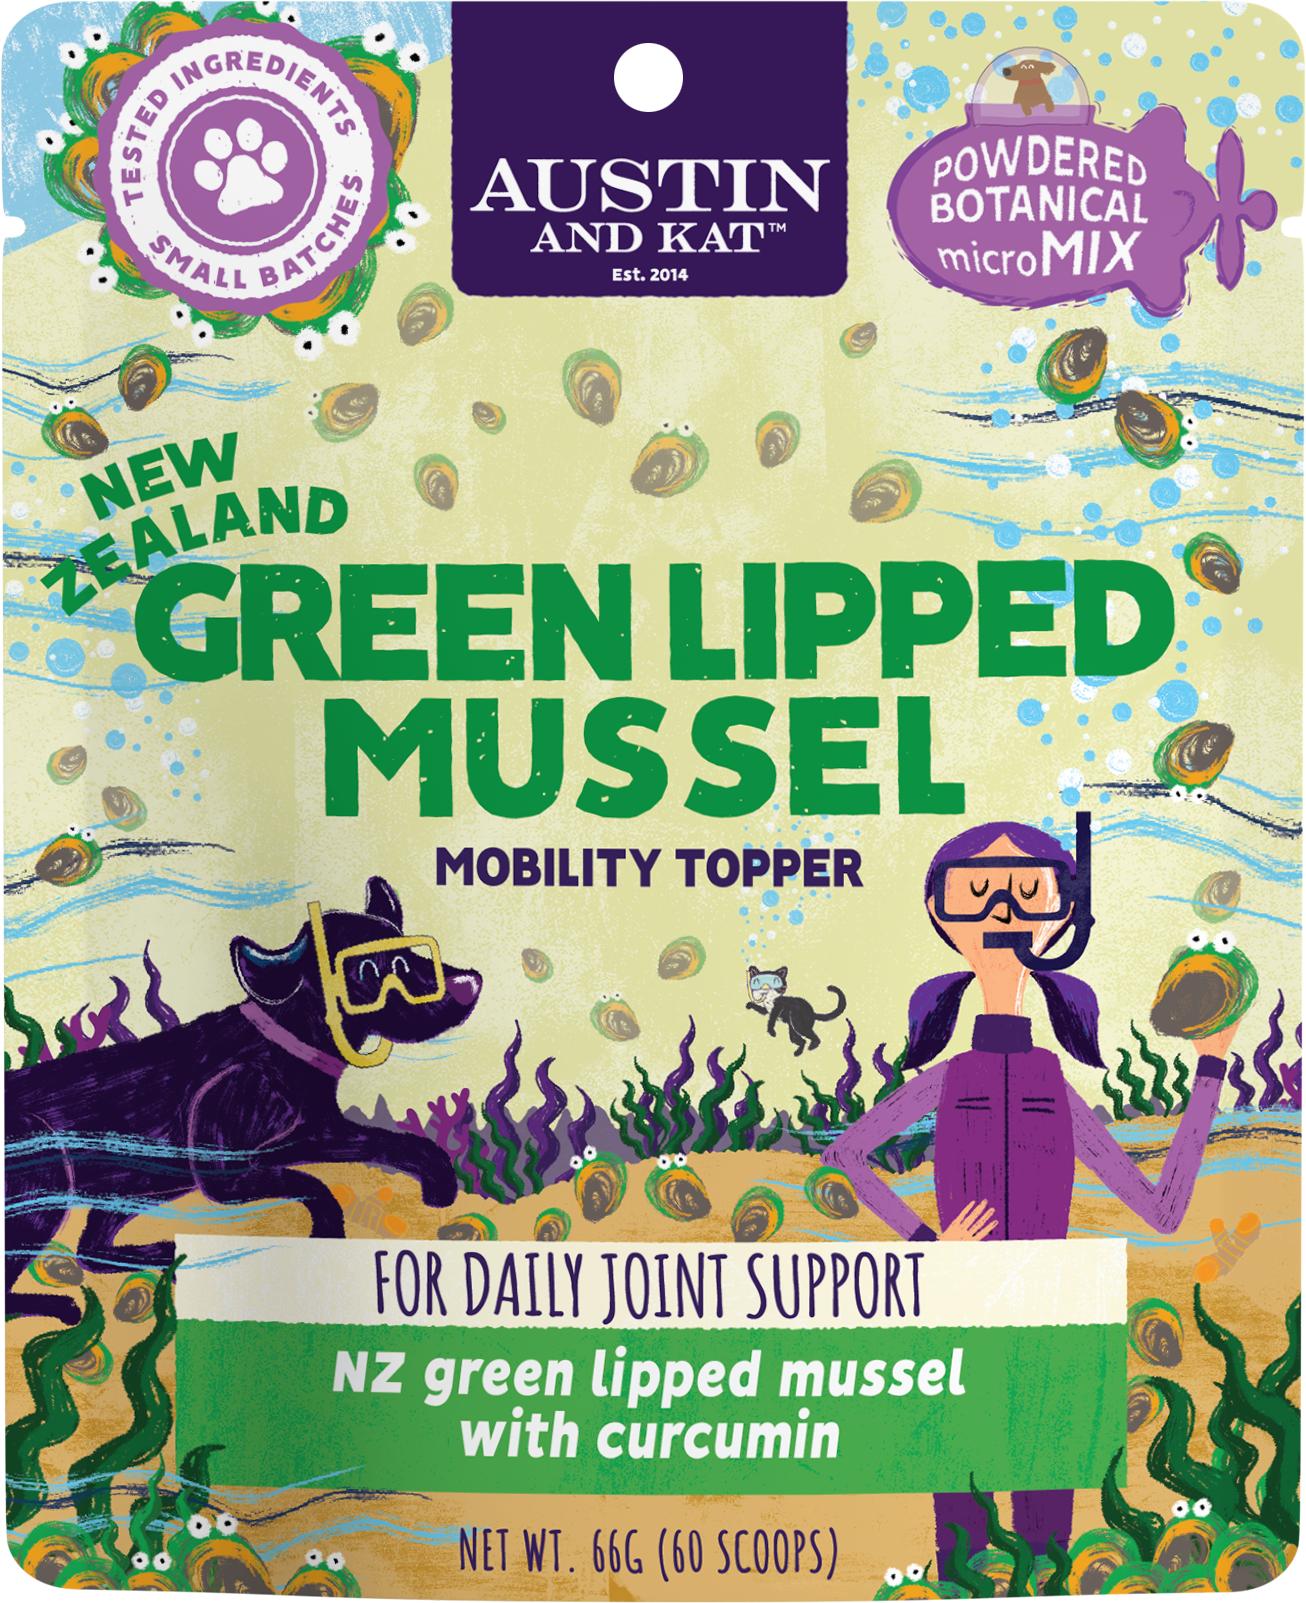 TESTED INGREDIENTS
SMALL BATCHES
AUSTIN
AND KAT™
Est. 2014
POWDERED
BOTANICAL
microMIX
NEW
ZEALAND
GREEN LIPPED
MUSSEL
MOBILITY TOPPER
FOR DAILY JOINT SUPPORT
NZ green lipped mussel
with curcumin
NET WT. 66G (60 SCOOPS)